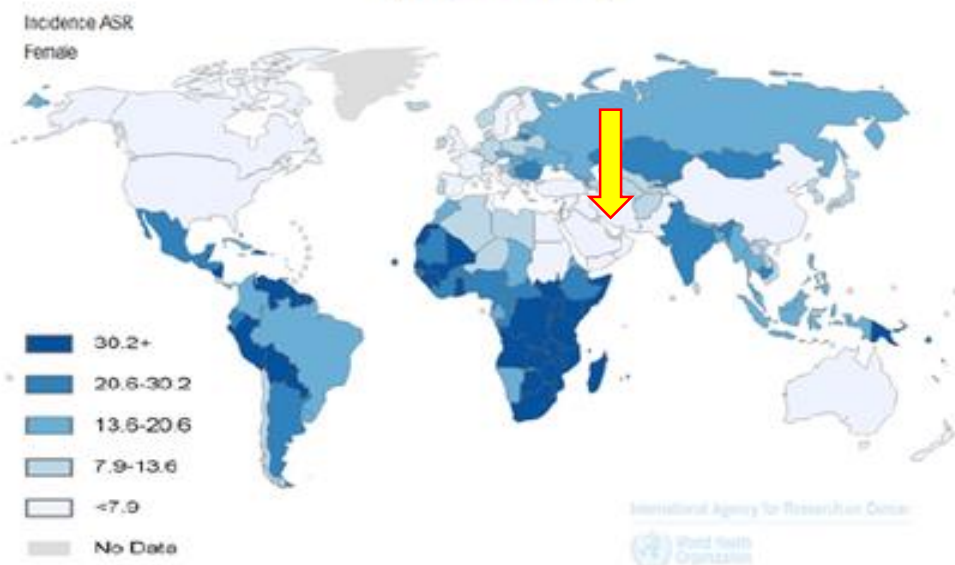 Incidence ASR
Female
30.2+
20.6-30.2
13.6-20.6
7.9-13.6
<7.9
No Data
International Agency for Research on Cancer
World Health
Organization